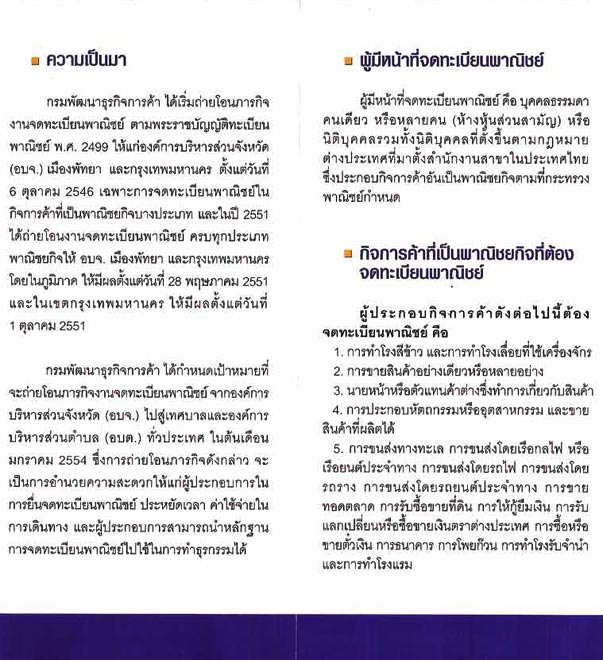 ความเป็นมา
กรมพัฒนาธุรกิจการค้า ได้เริ่มถ่ายโอนภารกิจ
งานจดทะเบียนพาณิชย์ ตามพระราชบัญญัติทะเบียน
พาณิชย์ พ.ศ. 2499 ให้แก่องค์การบริหารส่วนจังหวัด
(อบจ.) เมืองพัทยา และกรุงเทพมหานคร ตั้งแต่วันที่
6 ตุลาคม 2546 เฉพาะการจดทะเบียนพาณิชย์ใน
กิจการค้าที่เป็นพาณิชยกิจบางประเภท และในปี 2551
ได้ถ่ายโอนงานจดทะเบียนพาณิชย์ ครบทุกประเภท
พาณิชยกิจให้ อบจ. เมืองพัทยา และกรุงเทพมหานคร
โดยในภูมิภาค ให้มีผลตั้งแต่วันที่ 28 พฤษภาคม 2551
และในเขตกรุงเทพมหานคร ให้มีผลตั้งแต่วันที่
1 ตุลาคม 2551
กรมพัฒนาธุรกิจการค้า ได้กำหนดเป้าหมายที่
จะถ่ายโอนภารกิจงานจดทะเบียนพาณิชย์ จากองค์การ
บริหารส่วนจังหวัด (อบจ.) ไปสู่เทศบาลและองค์การ
บริหารส่วนตำบล (อบต.) ทั่วประเทศ ในต้นเดือน
มกราคม 2554 ซึ่งการถ่ายโอนภารกิจดังกล่าว จะ
เป็นการอำนวยความสะดวกให้แก่ผู้ประกอบการใน
การยื่นจดทะเบียนพาณิชย์ ประหยัดเวลา ค่าใช้จ่ายใน
การเดินทาง และผู้ประกอบการสามารถนำหลักฐาน
การจดทะเบียนพาณิชย์ไปใช้ในการทำธุรกรรมได้
ผู้มีหน้าที่จดทะเบียนพาณิชย์
ผู้มีหน้าที่จดทะเบียนพาณิชย์ คือ บุคคลธรรมดา
คนเดียว หรือหลายคน (ห้างหุ้นส่วนสามัญ) หรือ
นิติบุคคลรวมทั้งนิติบุคคลที่ตั้งขึ้นตามกฎหมาย
ต่างประเทศที่มาตั้งสำนักงานสาขาในประเทศไทย
ซึ่งประกอบกิจการค้าอันเป็นพาณิชยกิจตามที่กระทรวง
พาณิชย์กำหนด
กิจการค้าที่เป็นพาณิชยกิจที่ต้อง
จดทะเบียนพาณิชย์
ผู้ประกอบกิจการค้าดังต่อไปนี้ต้อง
จดทะเบียนพาณิชย์ คือ
1. การทำโรงสีข้าว และการทำโรงเลื่อยที่ใช้เครื่องจักร
2. การขายสินค้าอย่างเดียวหรือหลายอย่าง
3. นายหน้าหรือตัวแทนค้าต่างซึ่งทำการเกี่ยวกับสินค้า
4. การประกอบหัตถกรรมหรืออุตสาหกรรม และขาย
สินค้าที่ผลิตได้
5. การขนส่งทางทะเล การขนส่งโดยเรือกลไฟ หรือ
เรือยนต์ประจำทาง การขนส่งโดยรถไฟ การขนส่งโดย
รถราง การขนส่งโดยรถยนต์ประจำทาง การขาย
ทอดตลาด การรับซื้อขายที่ดิน การให้กู้ยืมเงิน การรับ
แลกเปลี่ยนหรือซื้อขายเงินตราต่างประเทศ การซื้อหรือ
ขายตั๋วเงิน การธนาคาร การโพยก๊วน การทำโรงรับจำนำ
และการทำโรงแรม